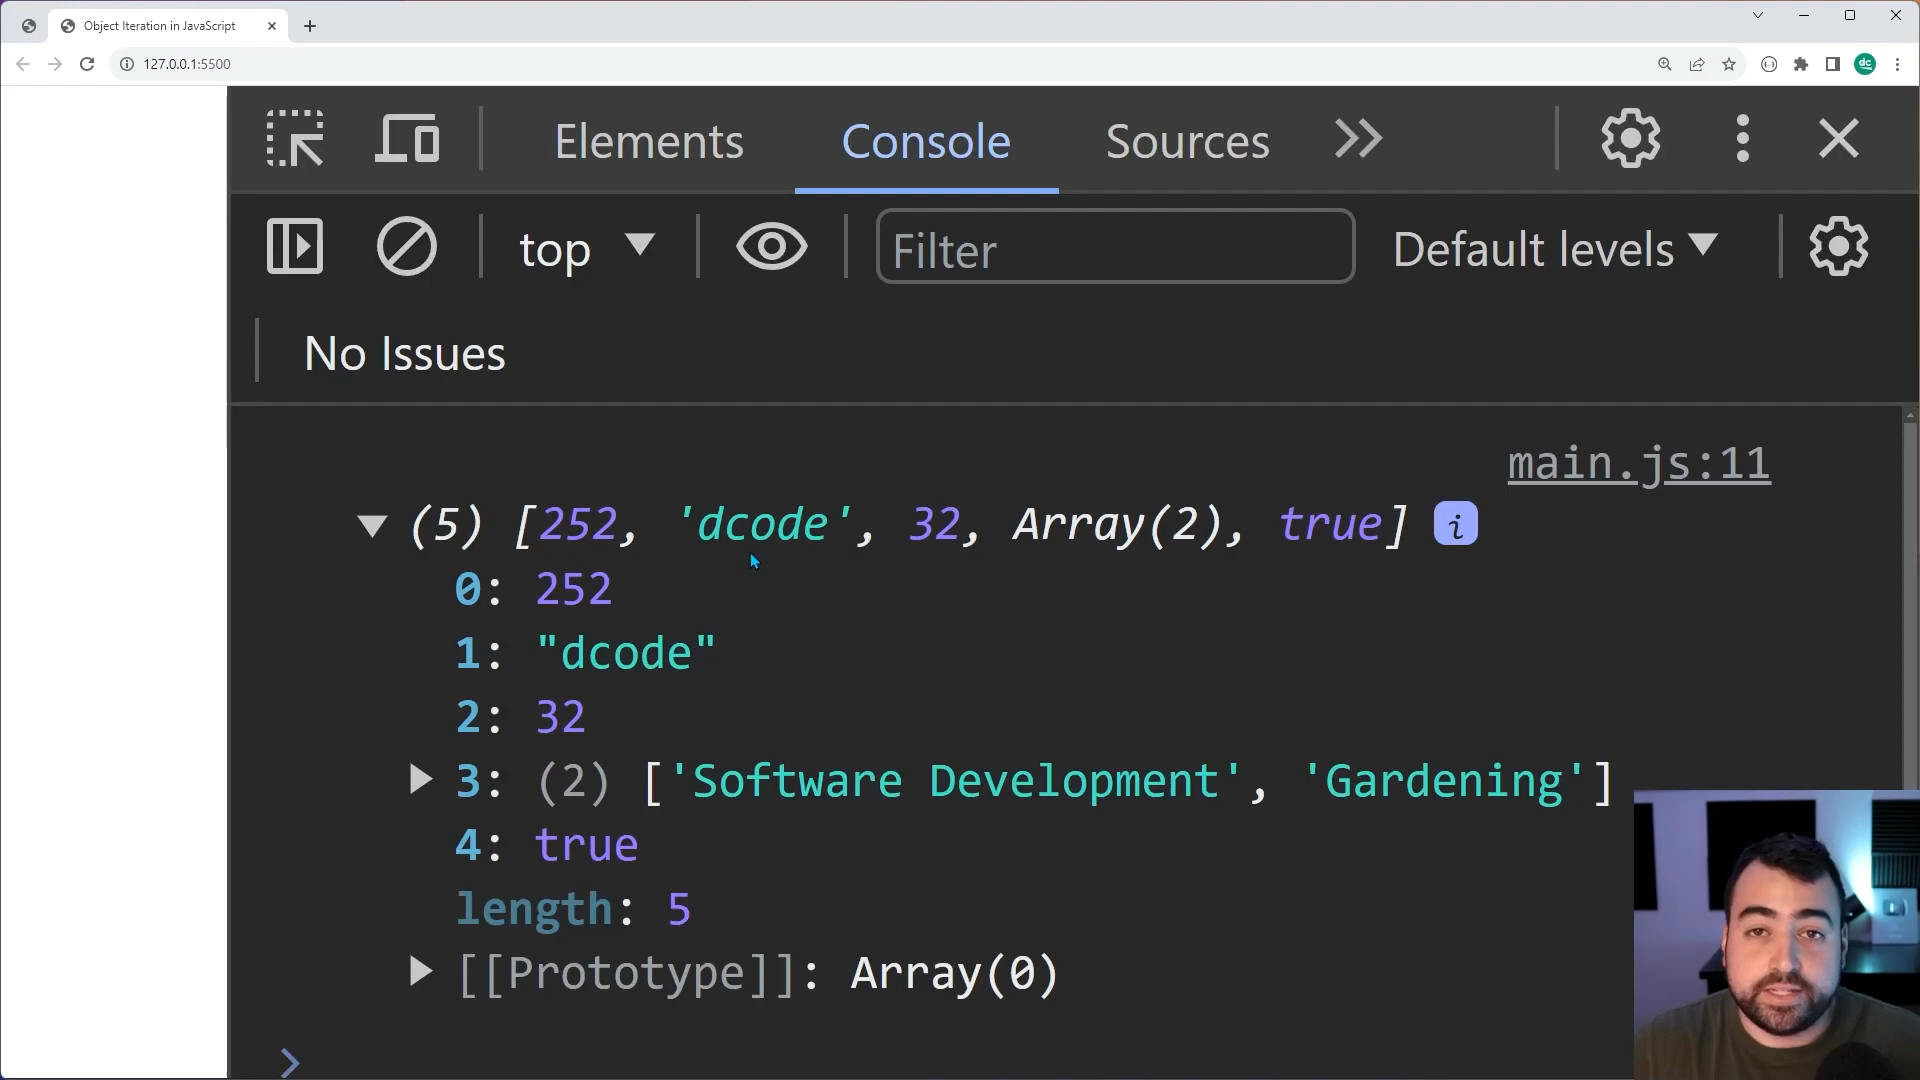 Object Iteration in JavaScript
127.0.0.1:5500
dc
Elements Console Sources
top Filter Default levels
No Issues
main.js:11
(5) [252, 'dcode', 32, Array(2), true] i
0: 252
1: "dcode"
2: 32
3: (2) ['Software Development', 'Gardening']
4: true
length: 5
[[Prototype]]: Array(0)